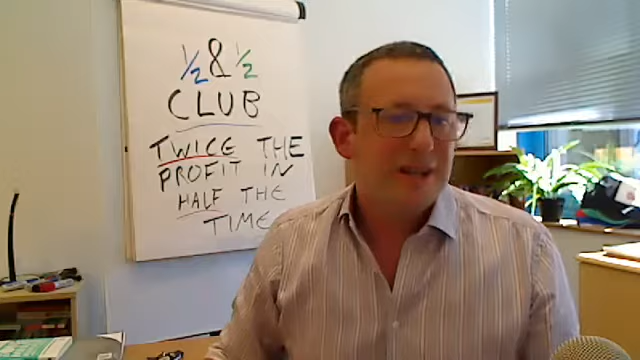 ½ & ½
CLUB
TWICE THE
PROFIT IN
HALF THE
TIME